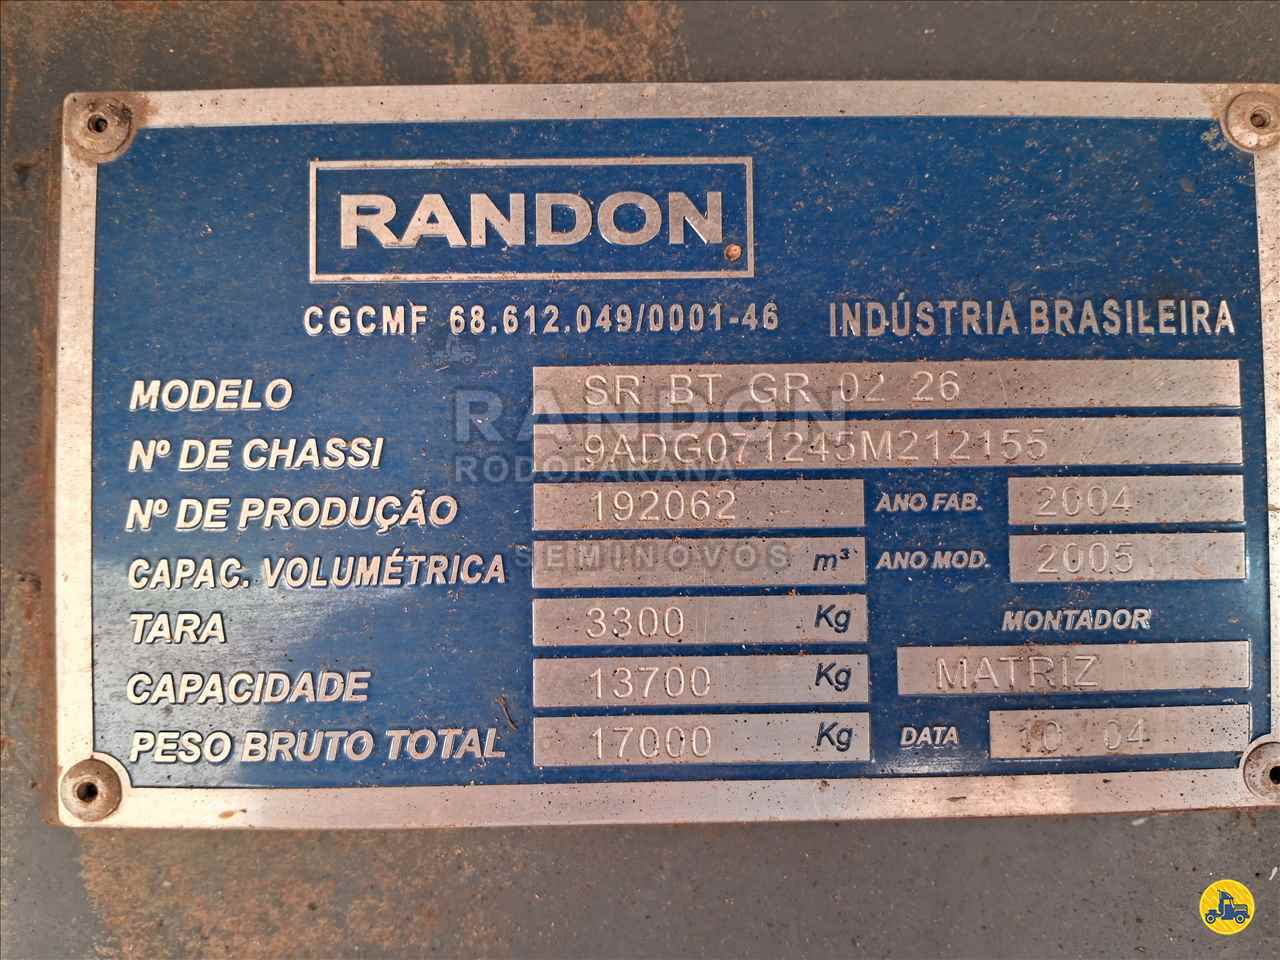 RANDON
CGCMF 68.612.049/0001-46 INDÚSTRIA BRASILEIRA
MODELO SR BT GR 02 26
Nº DE CHASSI 9ADG071245M212155
Nº DE PRODUÇÃO 192062 ANO FAB. 2004
CAPAC. VOLUMÉTRICA m³ ANO MOD. 2005
TARA 3300 Kg MONTADOR
CAPACIDADE 13700 Kg MATRIZ
PESO BRUTO TOTAL 17000 Kg DATA 10 04
RANDON
RODOPARANÁ
SEMINOVOS